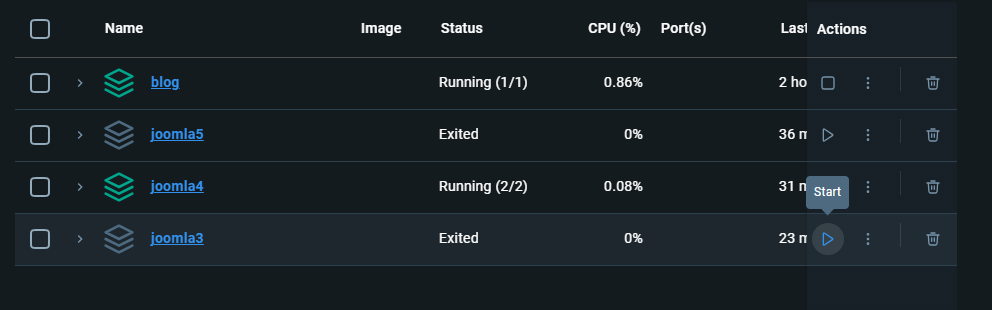 Name Image Status CPU (%) Port(s) Last Actions
blog Running (1/1) 0.86% 2 ho
joomla5 Exited 0% 36 m
joomla4 Running (2/2) 0.08% 31 m
Start
joomla3 Exited 0% 23 m